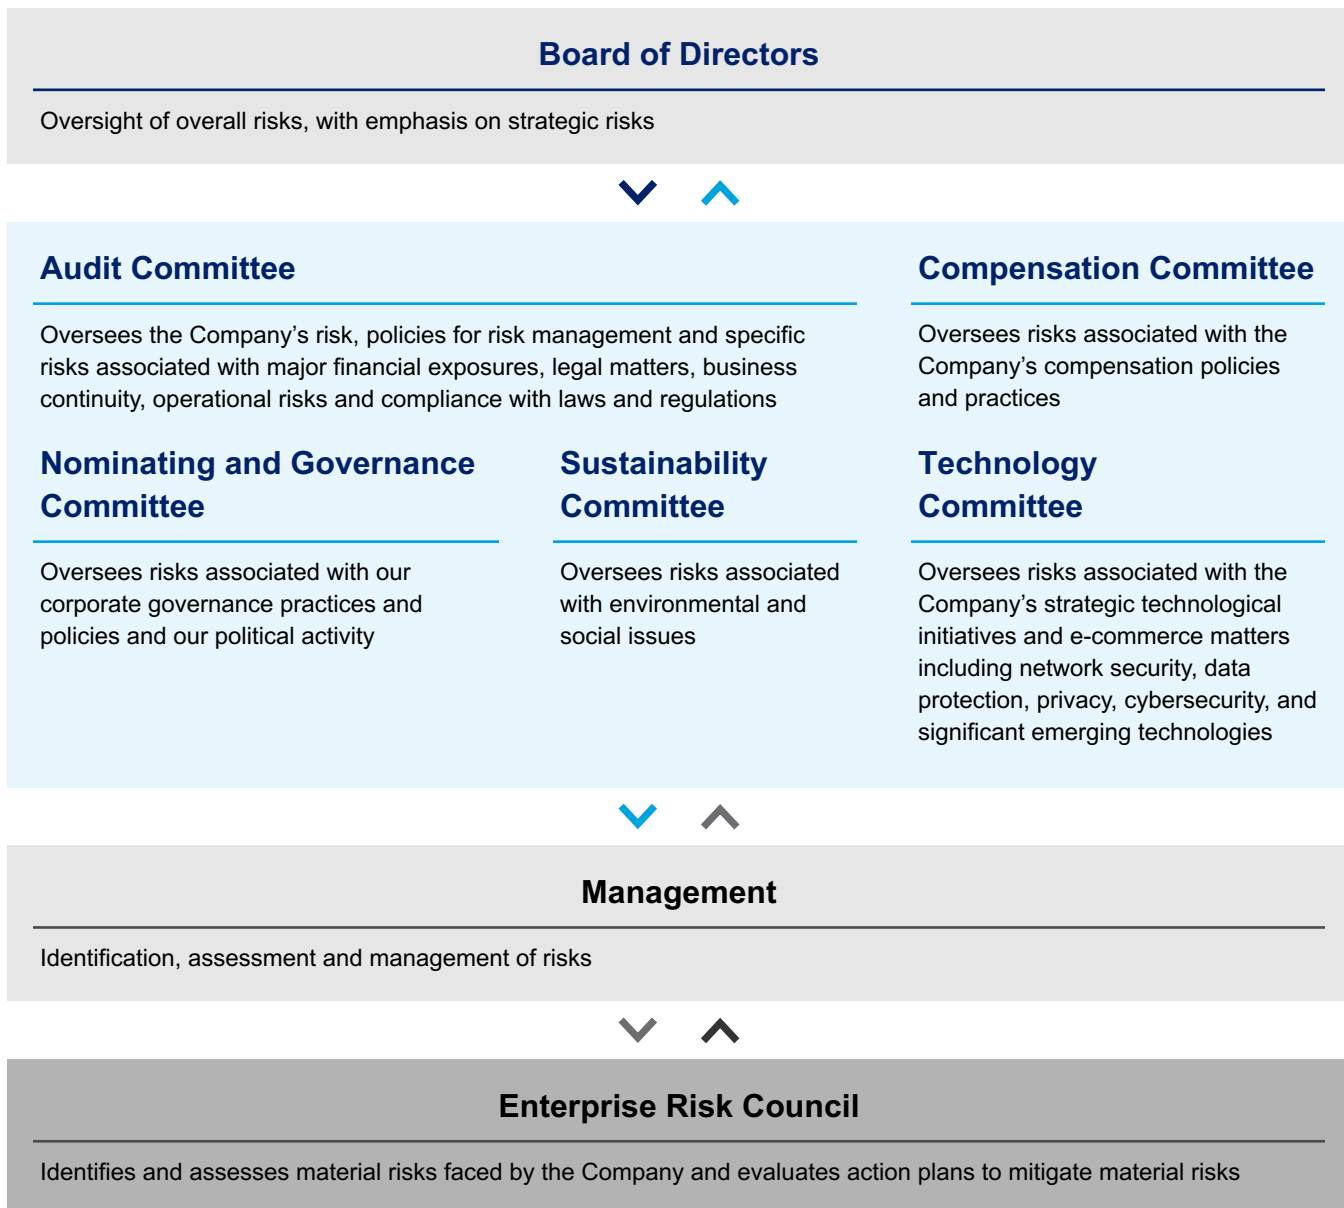 Board of Directors
Oversight of overall risks, with emphasis on strategic risks
Audit Committee
Oversees the Company’s risk, policies for risk management and specific
risks associated with major financial exposures, legal matters, business
continuity, operational risks and compliance with laws and regulations
Compensation Committee
Oversees risks associated with the
Company’s compensation policies
and practices
Nominating and Governance
Committee
Oversees risks associated with our
corporate governance practices and
policies and our political activity
Sustainability
Committee
Oversees risks associated
with environmental and
social issues
Technology
Committee
Oversees risks associated with the
Company’s strategic technological
initiatives and e-commerce matters
including network security, data
protection, privacy, cybersecurity, and
significant emerging technologies
Management
Identification, assessment and management of risks
Enterprise Risk Council
Identifies and assesses material risks faced by the Company and evaluates action plans to mitigate material risks